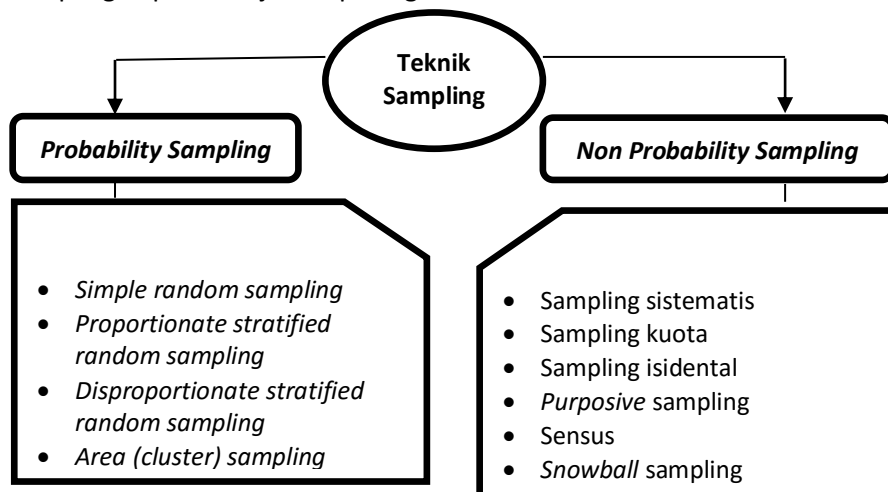 Teknik
Sampling
Probability Sampling
Non Probability Sampling
• Simple random sampling
• Proportionate stratified
random sampling
• Disproportionate stratified
random sampling
• Area (cluster) sampling
• Sampling sistematis
• Sampling kuota
• Sampling isidental
• Purposive sampling
• Sensus
• Snowball sampling